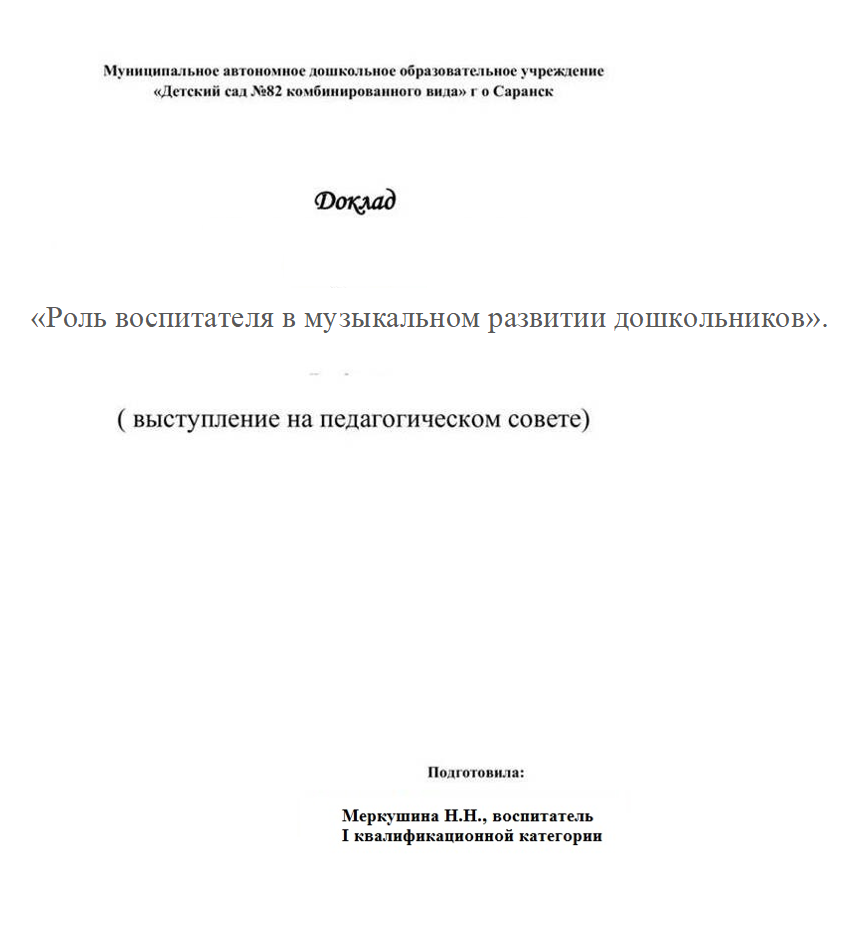 Муниципальное автономное дошкольное образовательное учреждение
«Детский сад №82 комбинированного вида» г о Саранск
Доклад
«Роль воспитателя в музыкальном развитии дошкольников».
( выступление на педагогическом совете)
Подготовила:
Меркушина Н.Н., воспитатель
I квалификационной категории